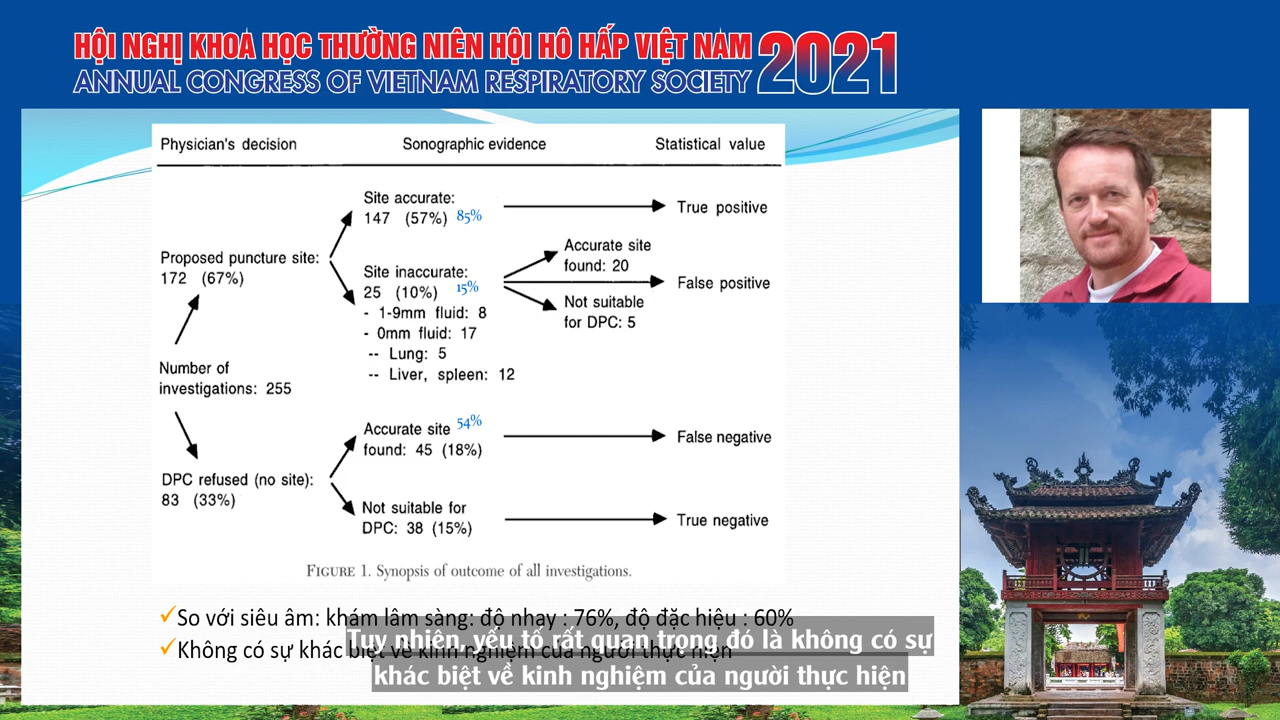 HỘI NGHỊ KHOA HỌC THƯỜNG NIÊN HỘI HÔ HẤP VIỆT NAM 2021
ANNUAL CONGRESS OF VIETNAM RESPIRATORY SOCIETY
Physician's decision Sonographic evidence Statistical value
Site accurate:
147 (57%) 85%
True positive
Proposed puncture site:
172 (67%)
Site inaccurate:
25 (10%) 15%
- 1-9mm fluid: 8
- 0mm fluid: 17
-- Lung: 5
-- Liver, spleen: 12
Accurate site
found: 20
False positive
Not suitable
for DPC: 5
Number of
investigations: 255
Accurate site 54%
found: 45 (18%)
False negative
DPC refused (no site):
83 (33%)
Not suitable for
DPC: 38 (15%)
True negative
FIGURE 1. Synopsis of outcome of all investigations.
✓So với siêu âm: khám lâm sàng: độ nhạy : 76%, độ đặc hiệu : 60%
✓Không có sự khác biệt về kinh nghiệm của người thực hiện
Tuy nhiên, yếu tố rất quan trọng đó là không có sự
khác biệt về kinh nghiệm của người thực hiện